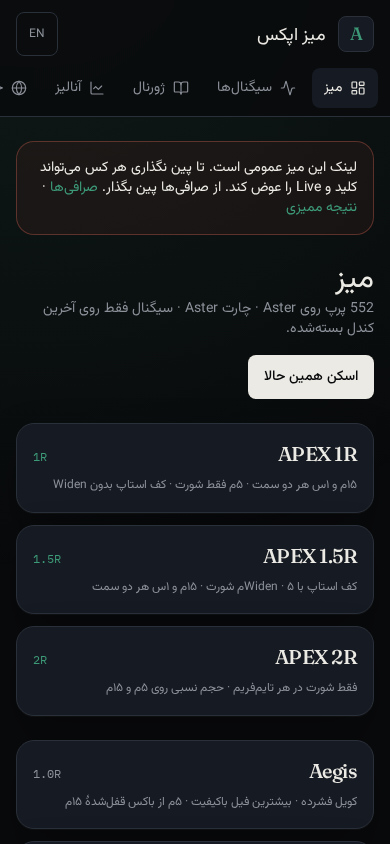 A میز اپکس EN
میز سیگنال‌ها ژورنال آنالیز
لینک این میز عمومی است. تا پین نگذاری هر کس می‌تواند
کلید و Live را عوض کند. از صرافی‌ها پین بگذار. صرافی‌ها ·
نتیجه ممیزی
میز
552 پرپ روی Aster · چارت Aster · سیگنال فقط روی آخرین
کندل بسته‌شده.
اسکن همین حالا
APEX 1R 1R
۱۵م و ۱س هر دو سمت · ۵م فقط شورت · کف استاپ بدون Widen
APEX 1.5R 1.5R
کف استاپ با Widen · ۵م شورت · ۱۵م و ۱س هر دو سمت
APEX 2R 2R
فقط شورت در هر تایم‌فریم · حجم نسبی روی ۵م و ۱۵م
Aegis 1.0R
کویل فشرده · بیشترین فیل باکیفیت · ۵م از باکس قفل‌شدهٔ ۱۵م